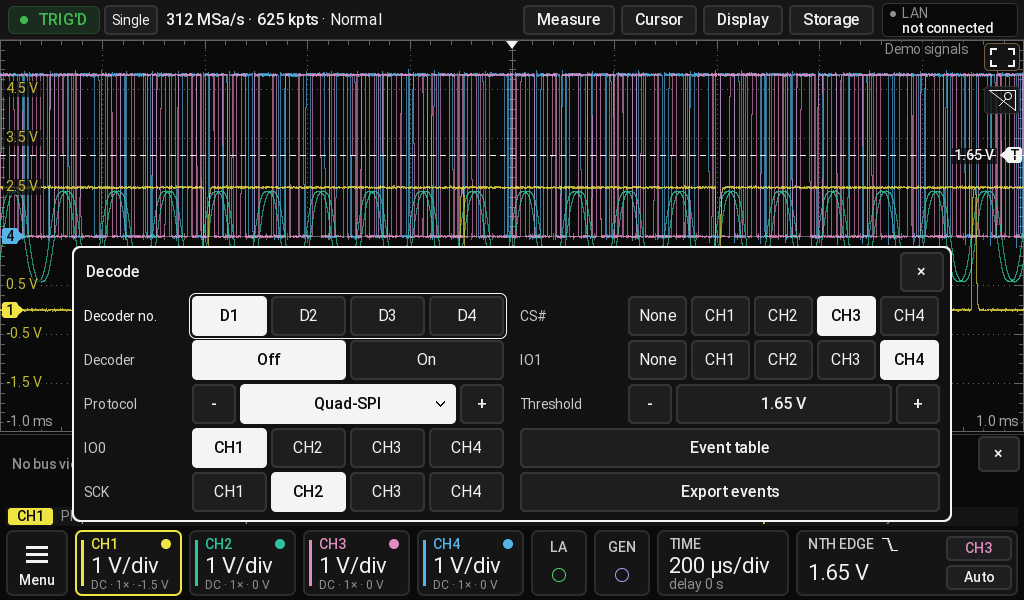 TRIG'D Single 312 MSa/s · 625 kpts · Normal Measure Cursor Display Storage LAN
not connected
Demo signals
4.5 V
3.5 V
1.65 V T
2.5 V
4
0.5 V
1
-0.5 V
-1.5 V
-1.0 ms 1.0 ms
Decode ×
Decoder no. D1 D2 D3 D4 CS# None CH1 CH2 CH3 CH4
Decoder Off On IO1 None CH1 CH2 CH3 CH4
Protocol - Quad-SPI + Threshold - 1.65 V +
IO0 CH1 CH2 CH3 CH4 Event table
SCK CH1 CH2 CH3 CH4 Export events
No bus ×
CH1
Menu
CH1
1 V/div
DC · 1× · -1.5 V
CH2
1 V/div
DC · 1× · 0 V
CH3
1 V/div
DC · 1× · 0 V
CH4
1 V/div
DC · 1× · 0 V
LA
GEN
TIME
200 µs/div
delay 0 s
NTH EDGE CH3
1.65 V Auto